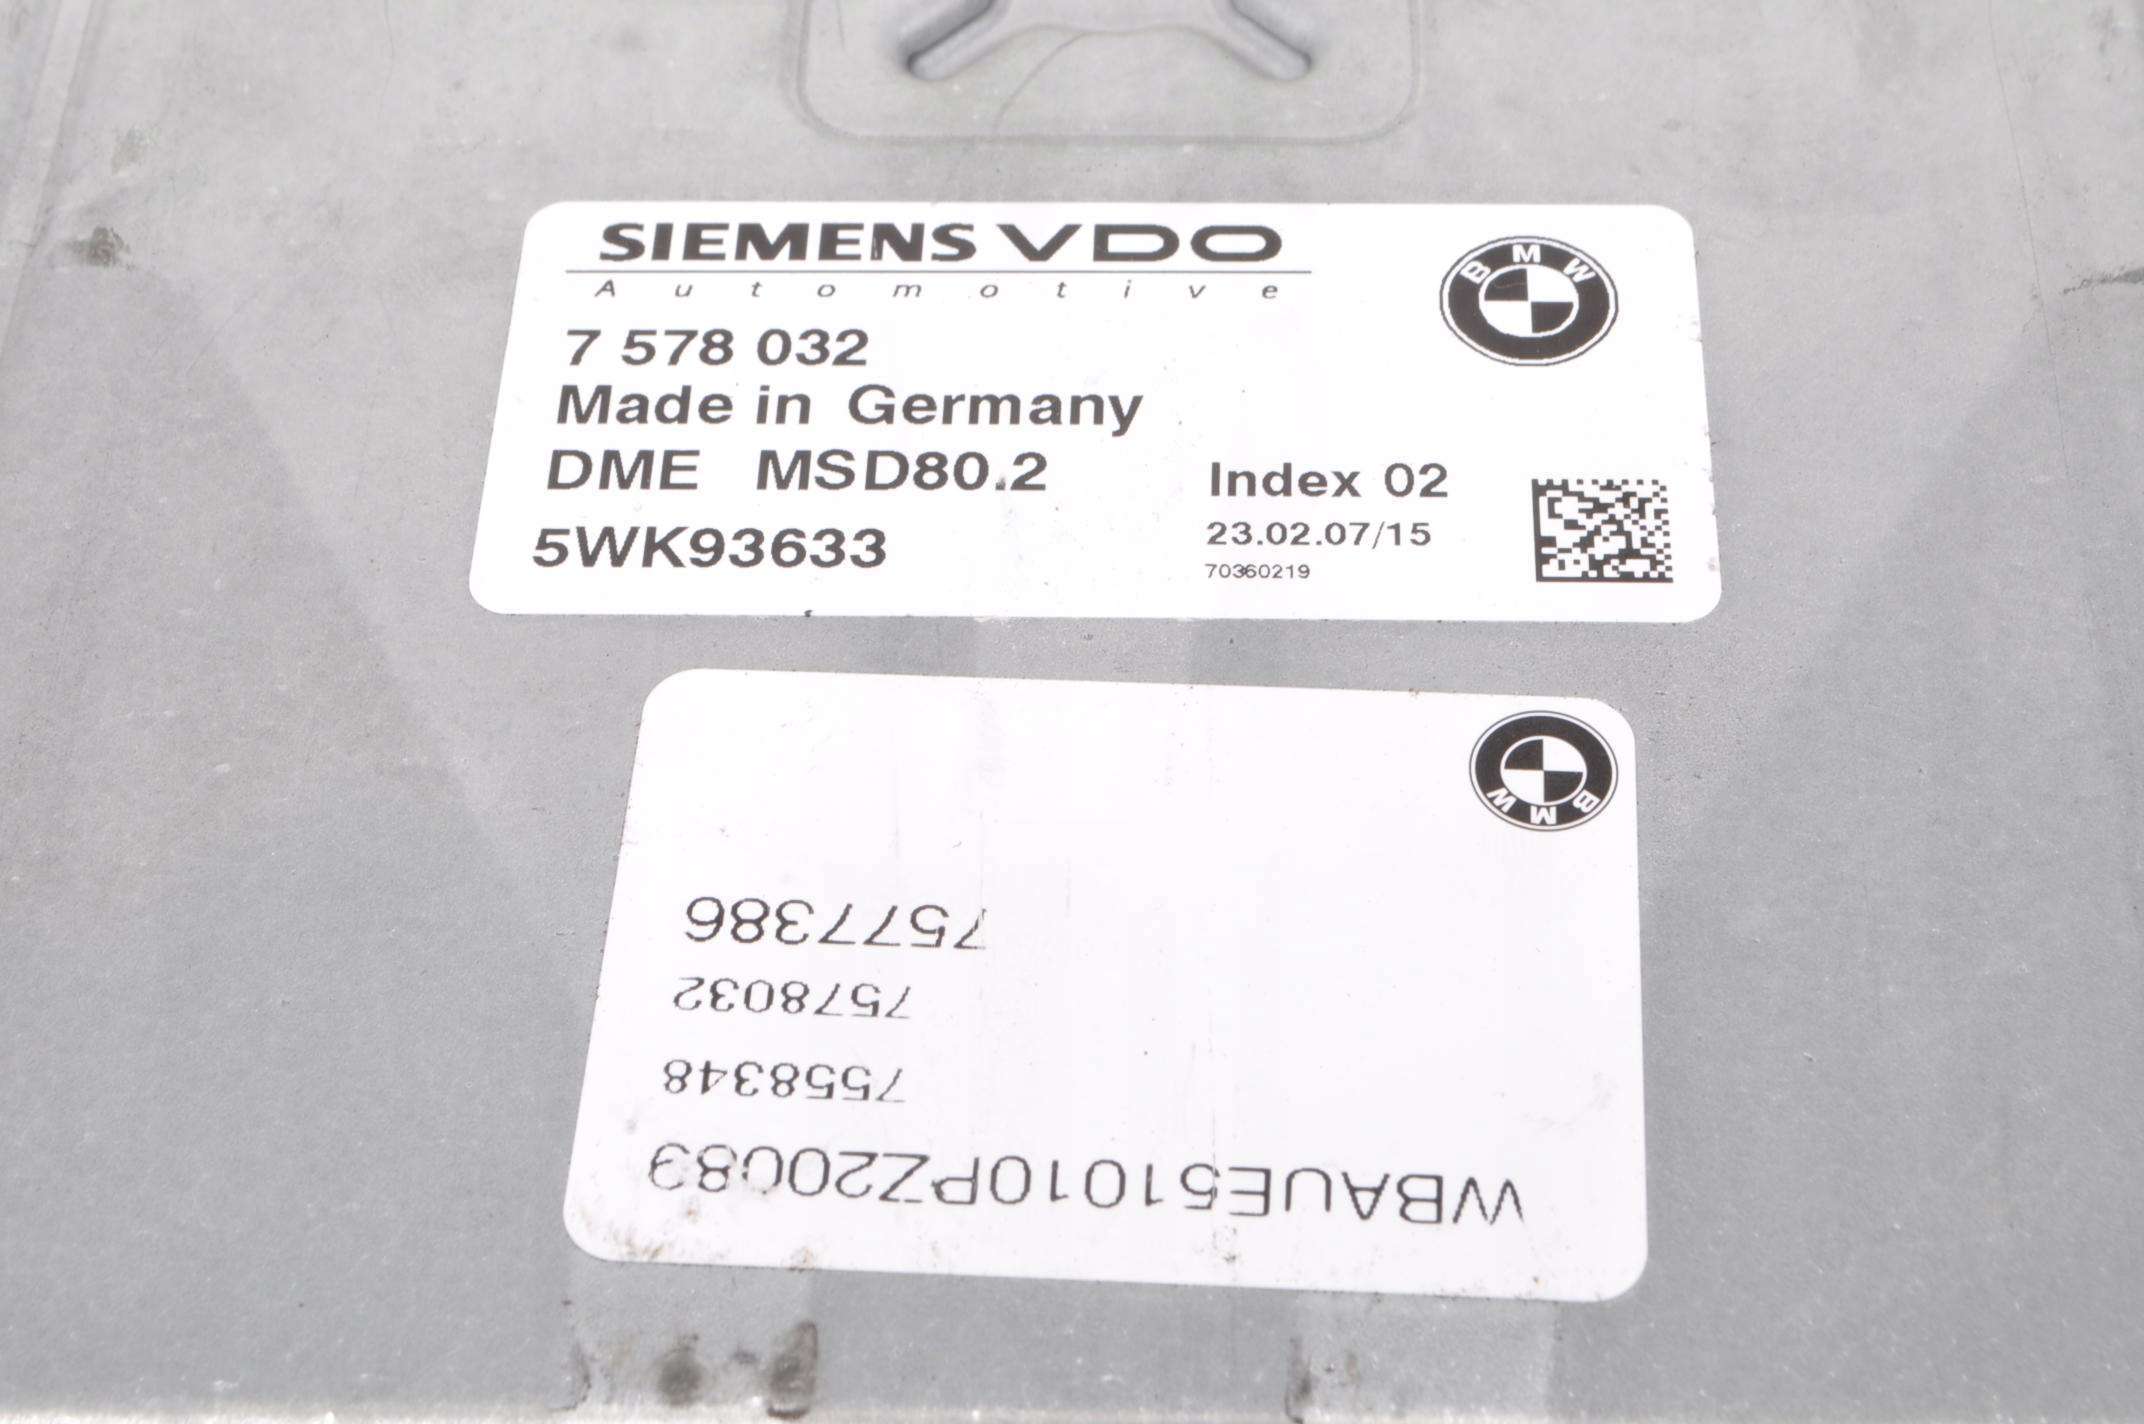 SIEMENS VDO
Automotive
BMW
7 578 032
Made in Germany
DME MSD80.2
Index 02
5WK93633
23.02.07/15
70360219
WBAUE51010PZ20083
7558348
7578032
7577386
BMW